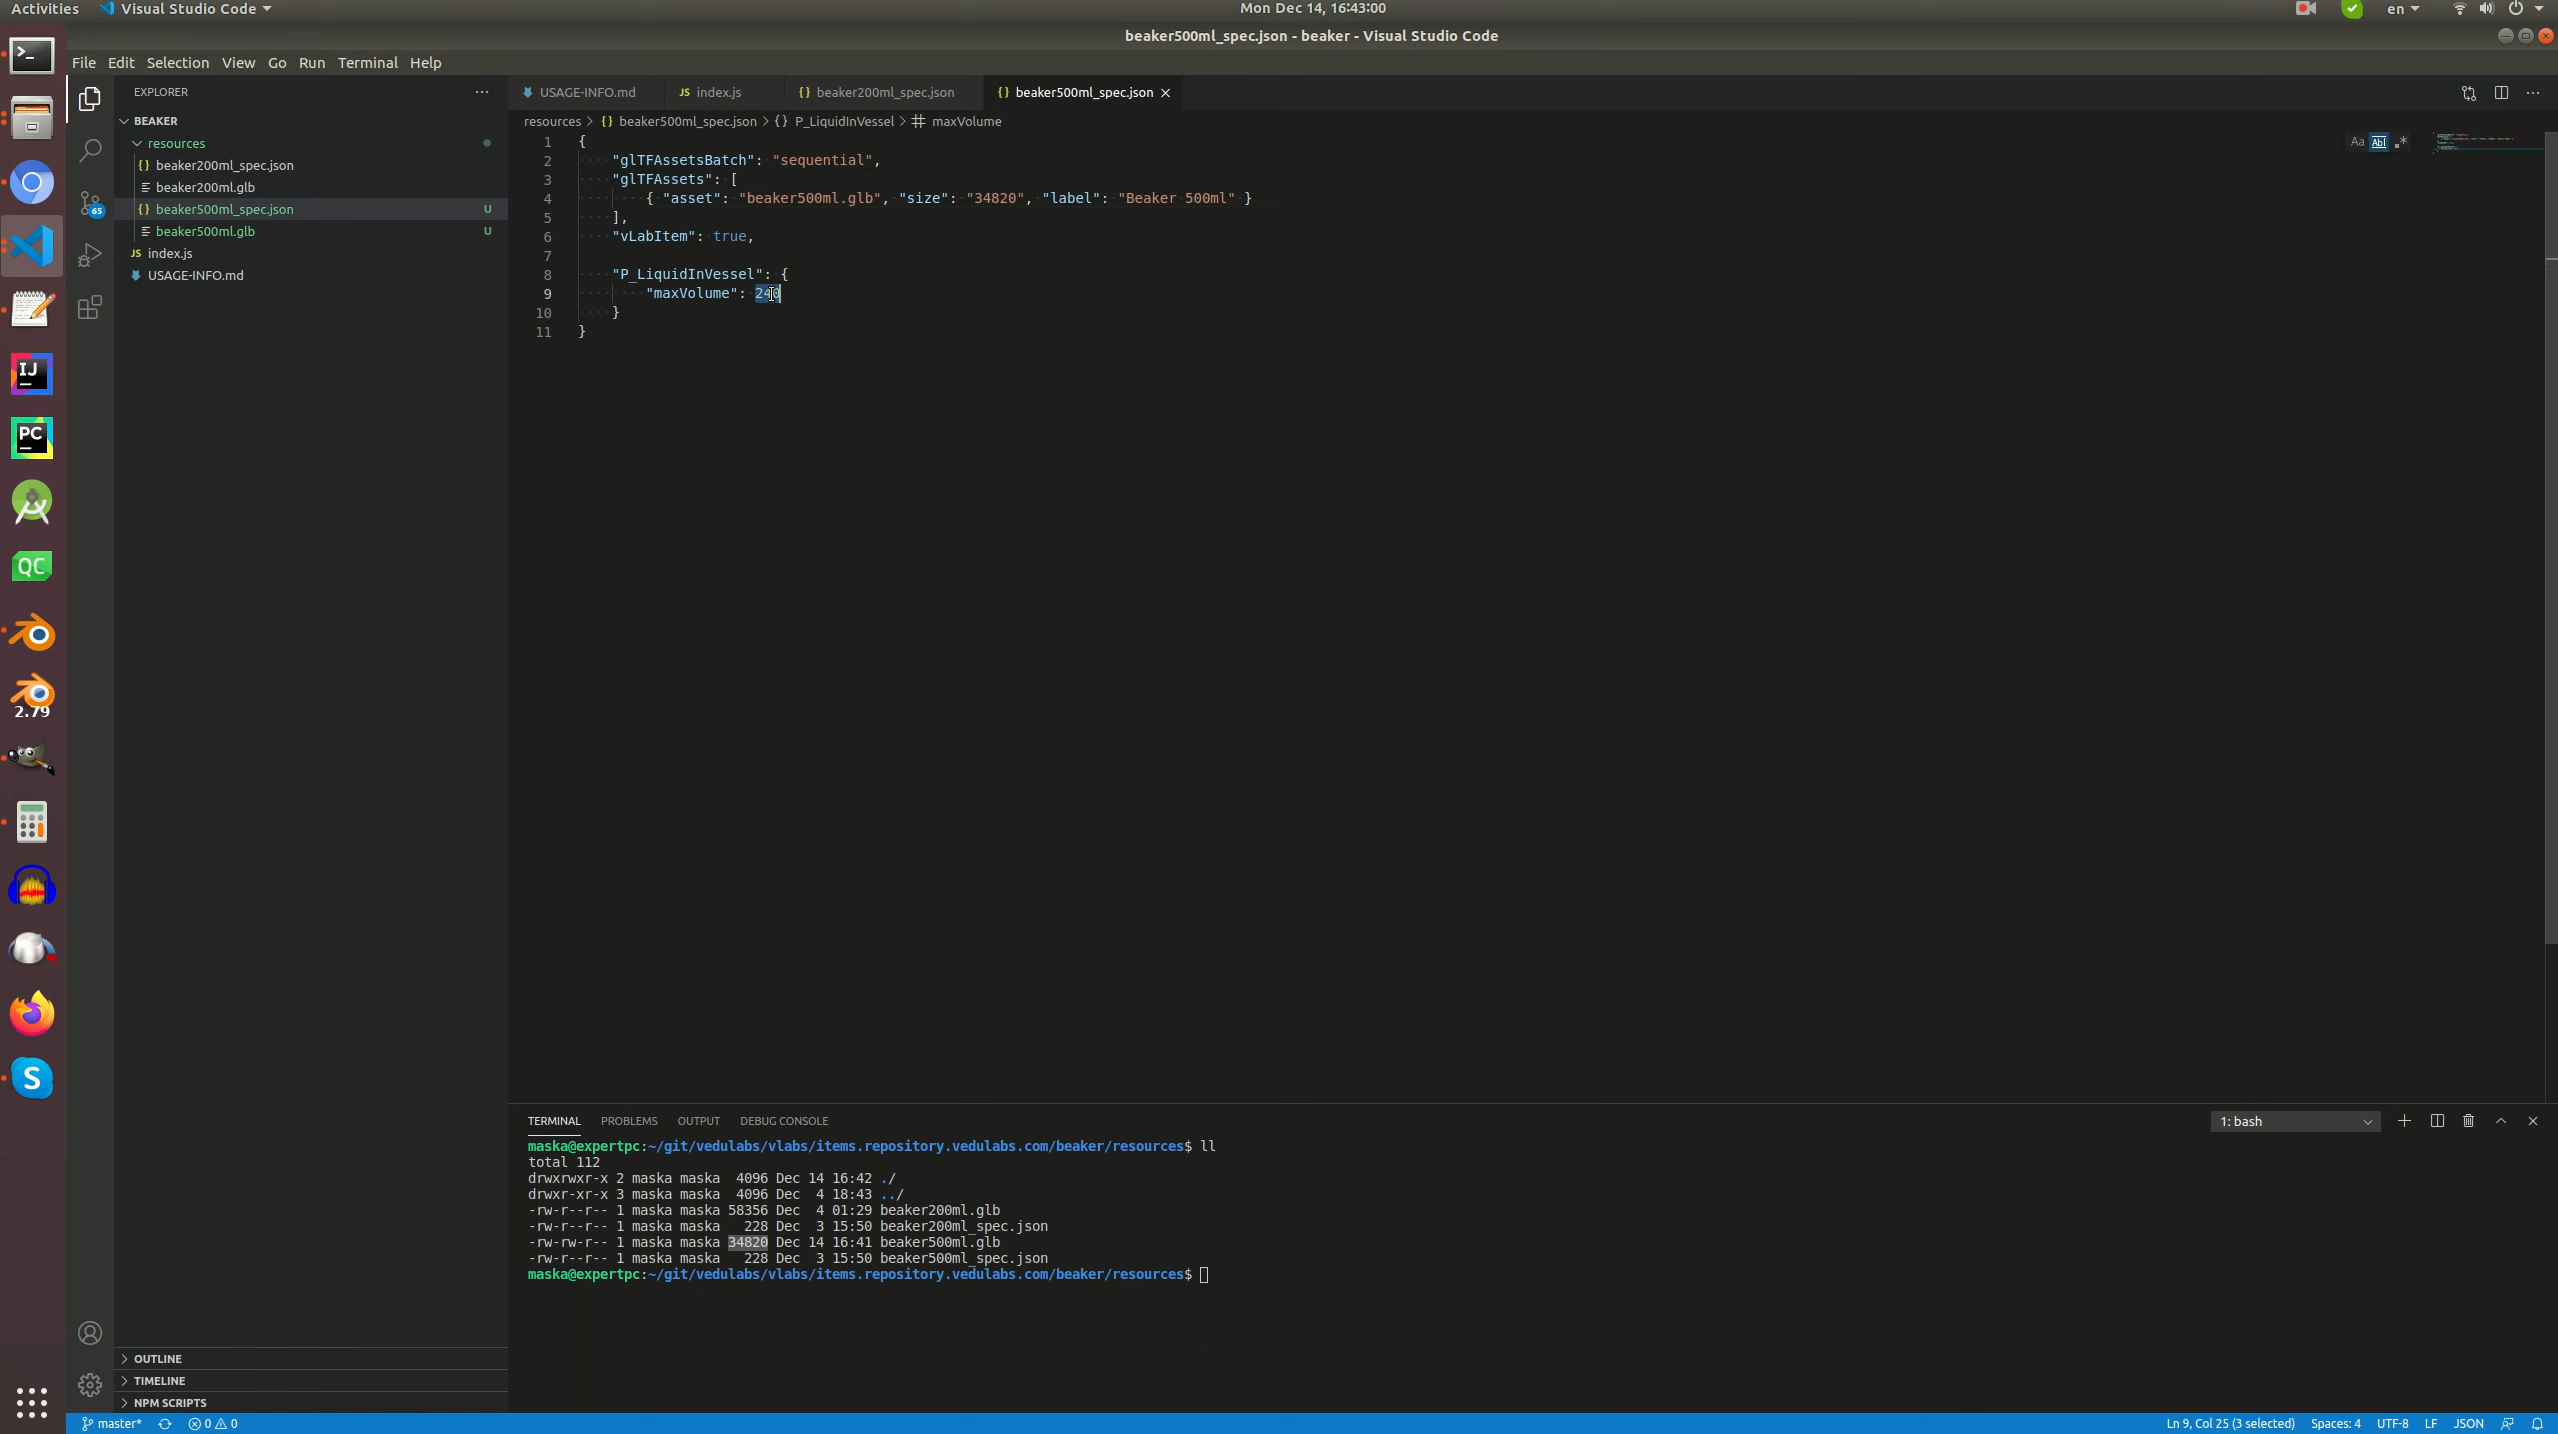 Activities Visual Studio Code Mon Dec 14, 16:43:00 en
beaker500ml_spec.json - beaker - Visual Studio Code
File Edit Selection View Go Run Terminal Help
EXPLORER
BEAKER
resources
beaker200ml_spec.json
beaker200ml.glb
beaker500ml_spec.json U
beaker500ml.glb U
JS index.js
USAGE-INFO.md
65
USAGE-INFO.md JS index.js {} beaker200ml_spec.json {} beaker500ml_spec.json
resources > {} beaker500ml_spec.json > {} P_LiquidInVessel > maxVolume
Aa Abl .*
1 {
2 "glTFAssetsBatch": "sequential",
3 "glTFAssets": [
4 { "asset": "beaker500ml.glb", "size": "34820", "label": "Beaker 500ml" }
5 ],
6 "vLabItem": true,
7
8 "P_LiquidInVessel": {
9 "maxVolume": 240
10 }
11 }
IJ
PC
QC
2.79
S
TERMINAL PROBLEMS OUTPUT DEBUG CONSOLE 1: bash
maska@expertpc:~/git/vedulabs/vlabs/items.repository.vedulabs.com/beaker/resources$ ll
total 112
drwxrwxr-x 2 maska maska 4096 Dec 14 16:42 ./
drwxr-xr-x 3 maska maska 4096 Dec 4 18:43 ../
-rw-r--r-- 1 maska maska 58356 Dec 4 01:29 beaker200ml.glb
-rw-r--r-- 1 maska maska 228 Dec 3 15:50 beaker200ml_spec.json
-rw-rw-r-- 1 maska maska 34820 Dec 14 16:41 beaker500ml.glb
-rw-r--r-- 1 maska maska 228 Dec 3 15:50 beaker500ml_spec.json
maska@expertpc:~/git/vedulabs/vlabs/items.repository.vedulabs.com/beaker/resources$
OUTLINE
TIMELINE
NPM SCRIPTS
master* 0 0 Ln 9, Col 25 (3 selected) Spaces: 4 UTF-8 LF JSON